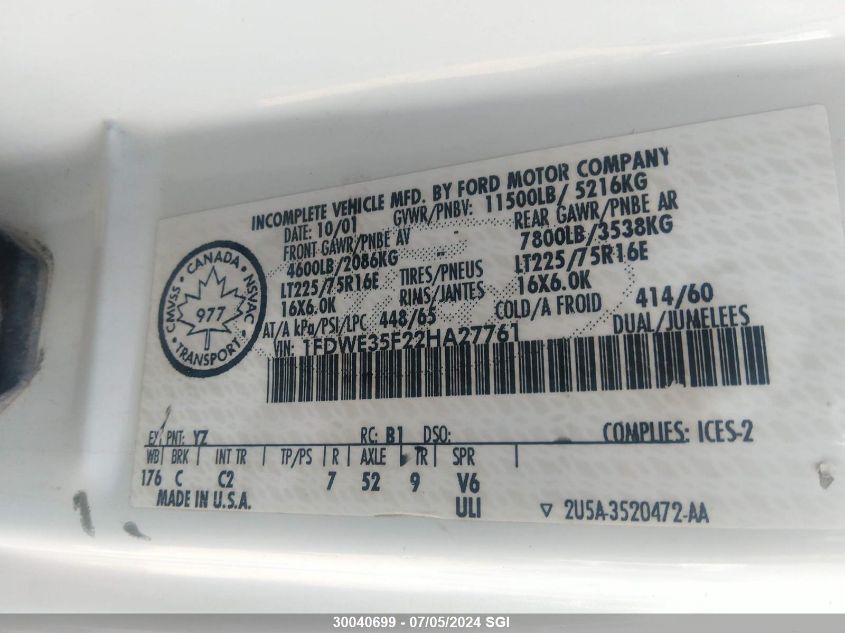 INCOMPLETE VEHICLE MFD. BY FORD MOTOR COMPANY
DATE: 10/01 GVWR/PNBV: 11500LB/ 5216KG
FRONT GAWR/PNBE AV REAR GAWR/PNBE AR
4600LB/2086KG 7800LB/3538KG
LT225/75R16E TIRES/PNEUS LT225/75R16E
16X6.0K RIMS/JANTES 16X6.0K
AT/A kPa/PSI/LPC 448/65 COLD/A FROID 414/60
VIN: 1FDWE35F22HA27761 DUAL/JUMELEES
CANADA
CMVSS NSVAC
977
TRANSPORT
EXT PNT: YZ RC: B1 DSO: COMPLIES: ICES-2
WB BRK INT TR TP/PS R AXLE TR SPR
176 C C2 7 52 9 V6
MADE IN U.S.A. ULI ▽ 2U5A-3520472-AA
30040699 - 07/05/2024 SGI